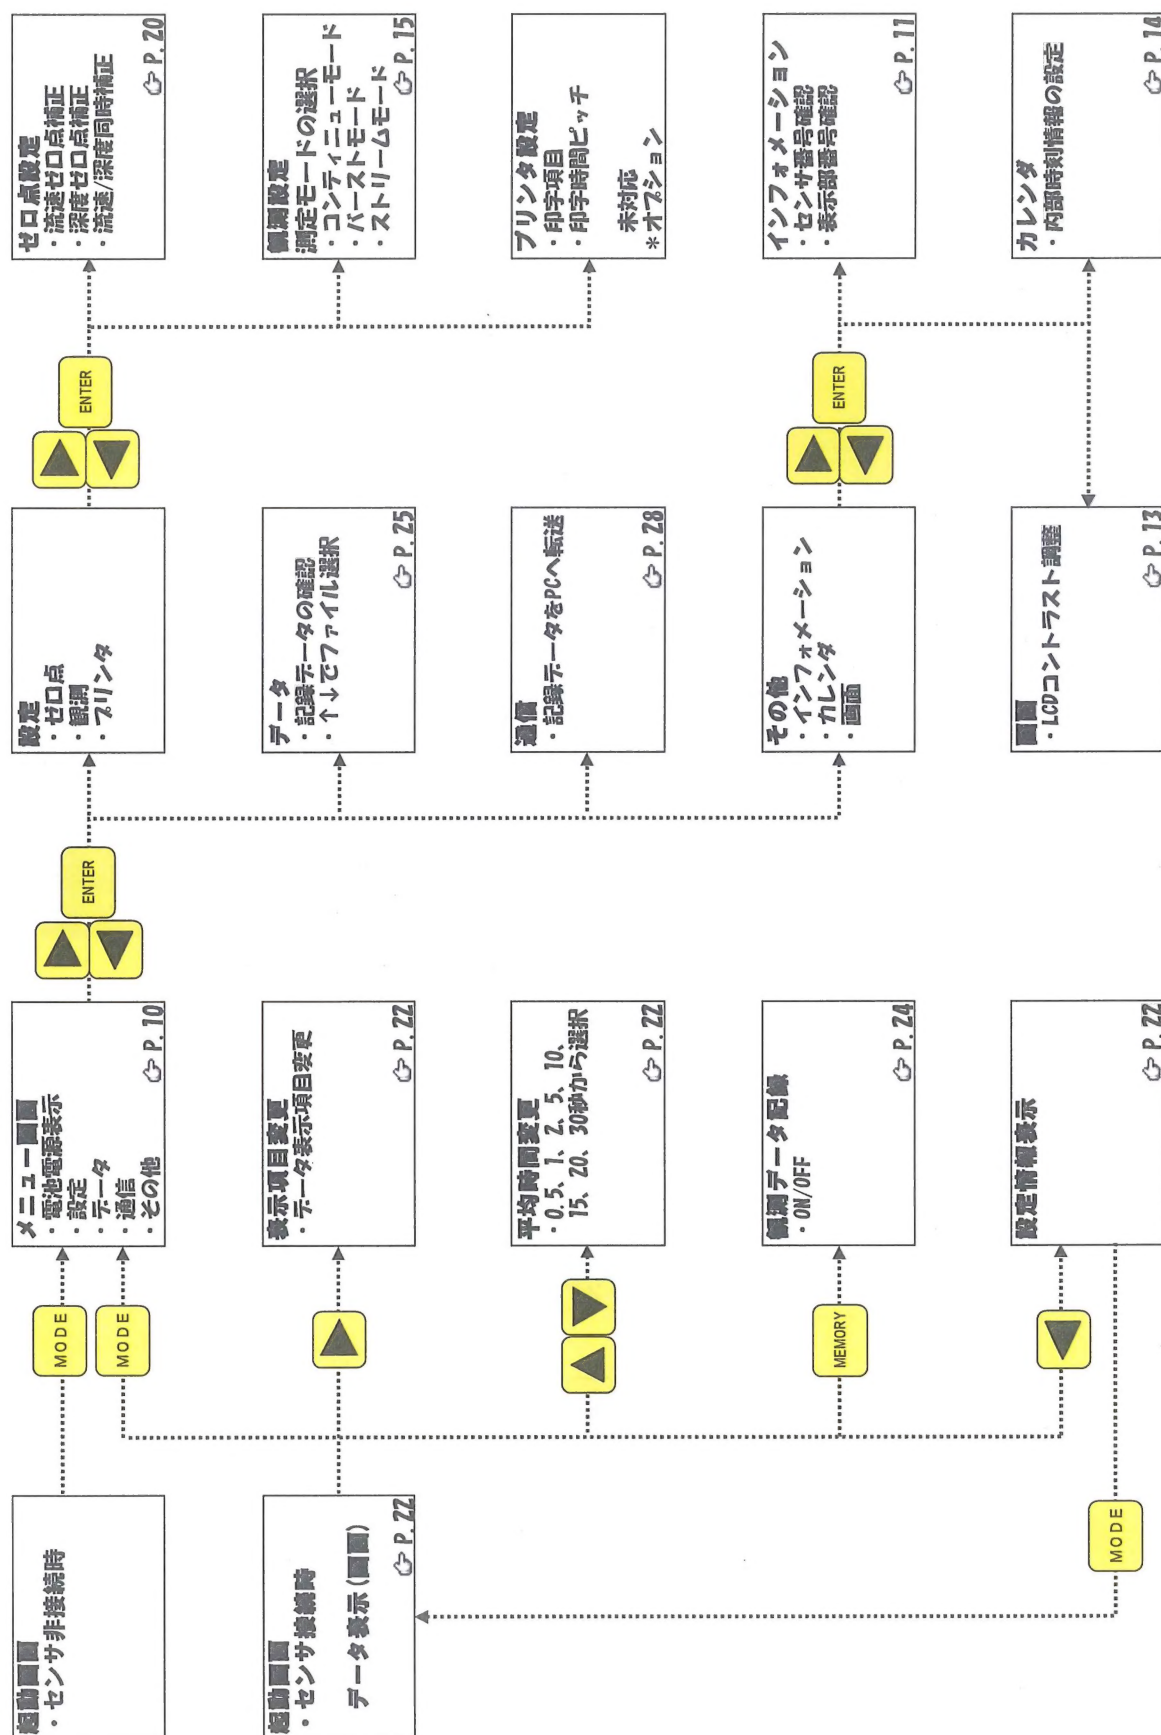 起動画面
・センサ非接続時
起動画面
・センサ接続時
データ表示(画面)
P.22
MODE
MODE
MEMORY
MODE
メニュー画面
・電池電源表示
・設定
・データ
・通信
・その他
P.10
表示項目変更
・データ表示項目変更
P.22
平均時間変更
・0.5、1、2、5、10、
15、20、30秒から選択
P.22
観測データ記録
・ON/OFF
P.24
設定情報表示
P.22
ENTER
設定
・ゼロ点
・観測
・プリンタ
データ
・記録データの確認
・↑↓でファイル選択
P.25
通信
・記録データをPCへ転送
P.28
その他
・インフォメーション
・カレンダ
・画面
画面
・LCDコントラスト調整
P.13
ENTER
ENTER
ゼロ点設定
・流速ゼロ点補正
・深度ゼロ点補正
・流速/深度同時補正
P.20
観測設定
測定モードの選択
・コンティニューモード
・バーストモード
・ストリームモード
P.15
プリンタ設定
・印字項目
・印字時間ピッチ
未対応
*オプション
インフォメーション
・センサ番号確認
・表示部番号確認
P.11
カレンダ
・内部時刻情報の設定
P.14